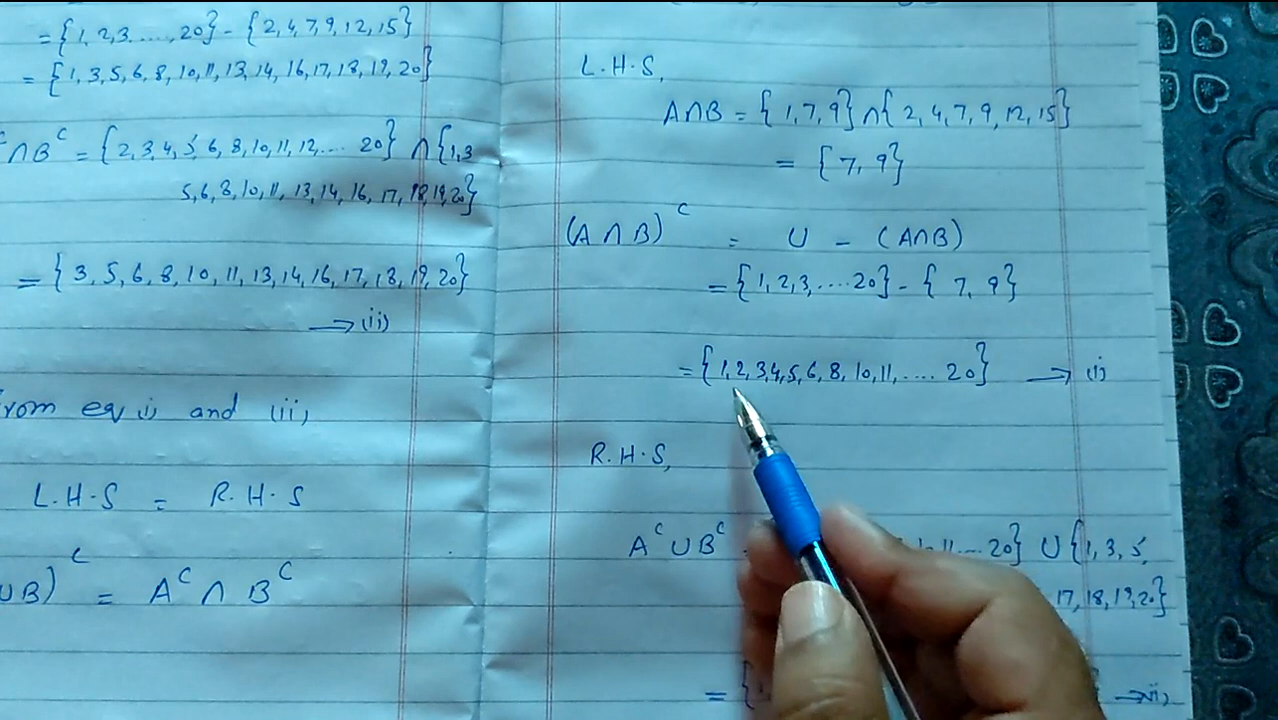 = {1, 2, 3....., 20} - {2, 4, 7, 9, 12, 15}
= {1, 3, 5, 6, 8, 10, 11, 13, 14, 16, 17, 18, 19, 20}
∩ B^c = {2, 3, 4, 5, 6, 8, 10, 11, 12, .... 20} ∩ {1, 3
5, 6, 8, 10, 11, 13, 14, 16, 17, 18, 19, 20}
= {3, 5, 6, 8, 10, 11, 13, 14, 16, 17, 18, 19, 20}
→ (ii)
rom eq (i) and (ii),
L.H.S = R.H.S
∪B)^c = A^c ∩ B^c
L.H.S,
A∩B = {1, 7, 9} ∩ {2, 4, 7, 9, 12, 15}
= {7, 9}
(A ∩ B)^c = U - (A∩B)
= {1, 2, 3, .... 20} - {7, 9}
= {1, 2, 3, 4, 5, 6, 8, 10, 11, .... 20} → (i)
R.H.S,
A^c ∪ B^c 11, ... 20} ∪ {1, 3, 5,
17, 18, 19, 20}
= { → (ii)